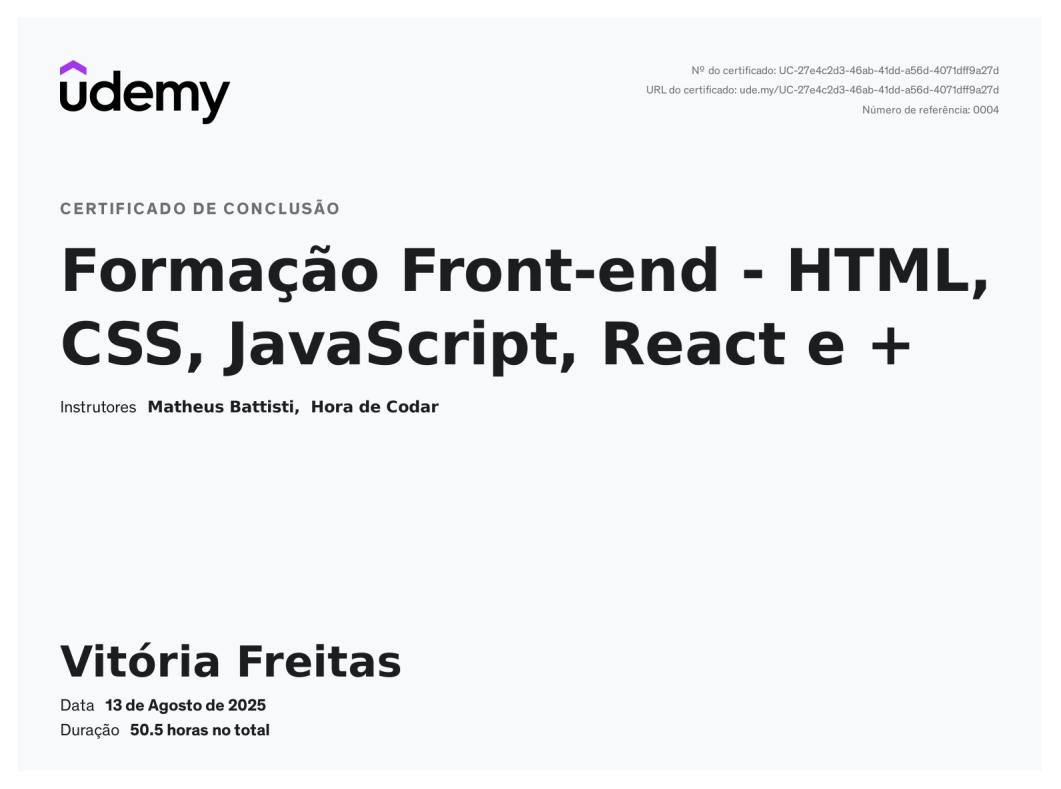 udemy
Nº do certificado: UC-27e4c2d3-46ab-41dd-a56d-4071dff9a27d
URL do certificado: ude.my/UC-27e4c2d3-46ab-41dd-a56d-4071dff9a27d
Número de referência: 0004
CERTIFICADO DE CONCLUSÃO
Formação Front-end - HTML,
CSS, JavaScript, React e +
Instrutores Matheus Battisti, Hora de Codar
Vitória Freitas
Data 13 de Agosto de 2025
Duração 50.5 horas no total